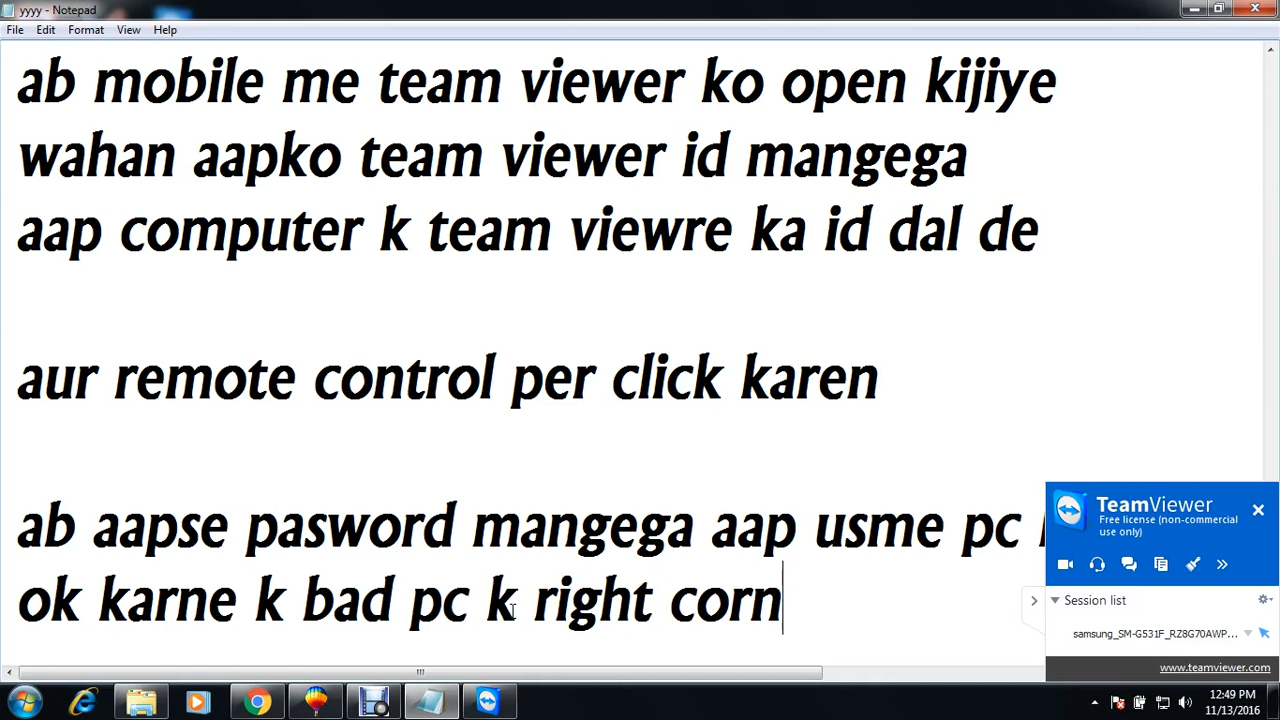 yyyy - Notepad
File Edit Format View Help
ab mobile me team viewer ko open kijiye
wahan aapko team viewer id mangega
aap computer k team viewre ka id dal de
aur remote control per click karen
ab aapse pasword mangega aap usme pc
ok karne k bad pc k right corn
TeamViewer
Free license (non-commercial
use only)
Session list
samsung_SM-G531F_RZ8G70AWP...
www.teamviewer.com
12:49 PM
11/13/2016